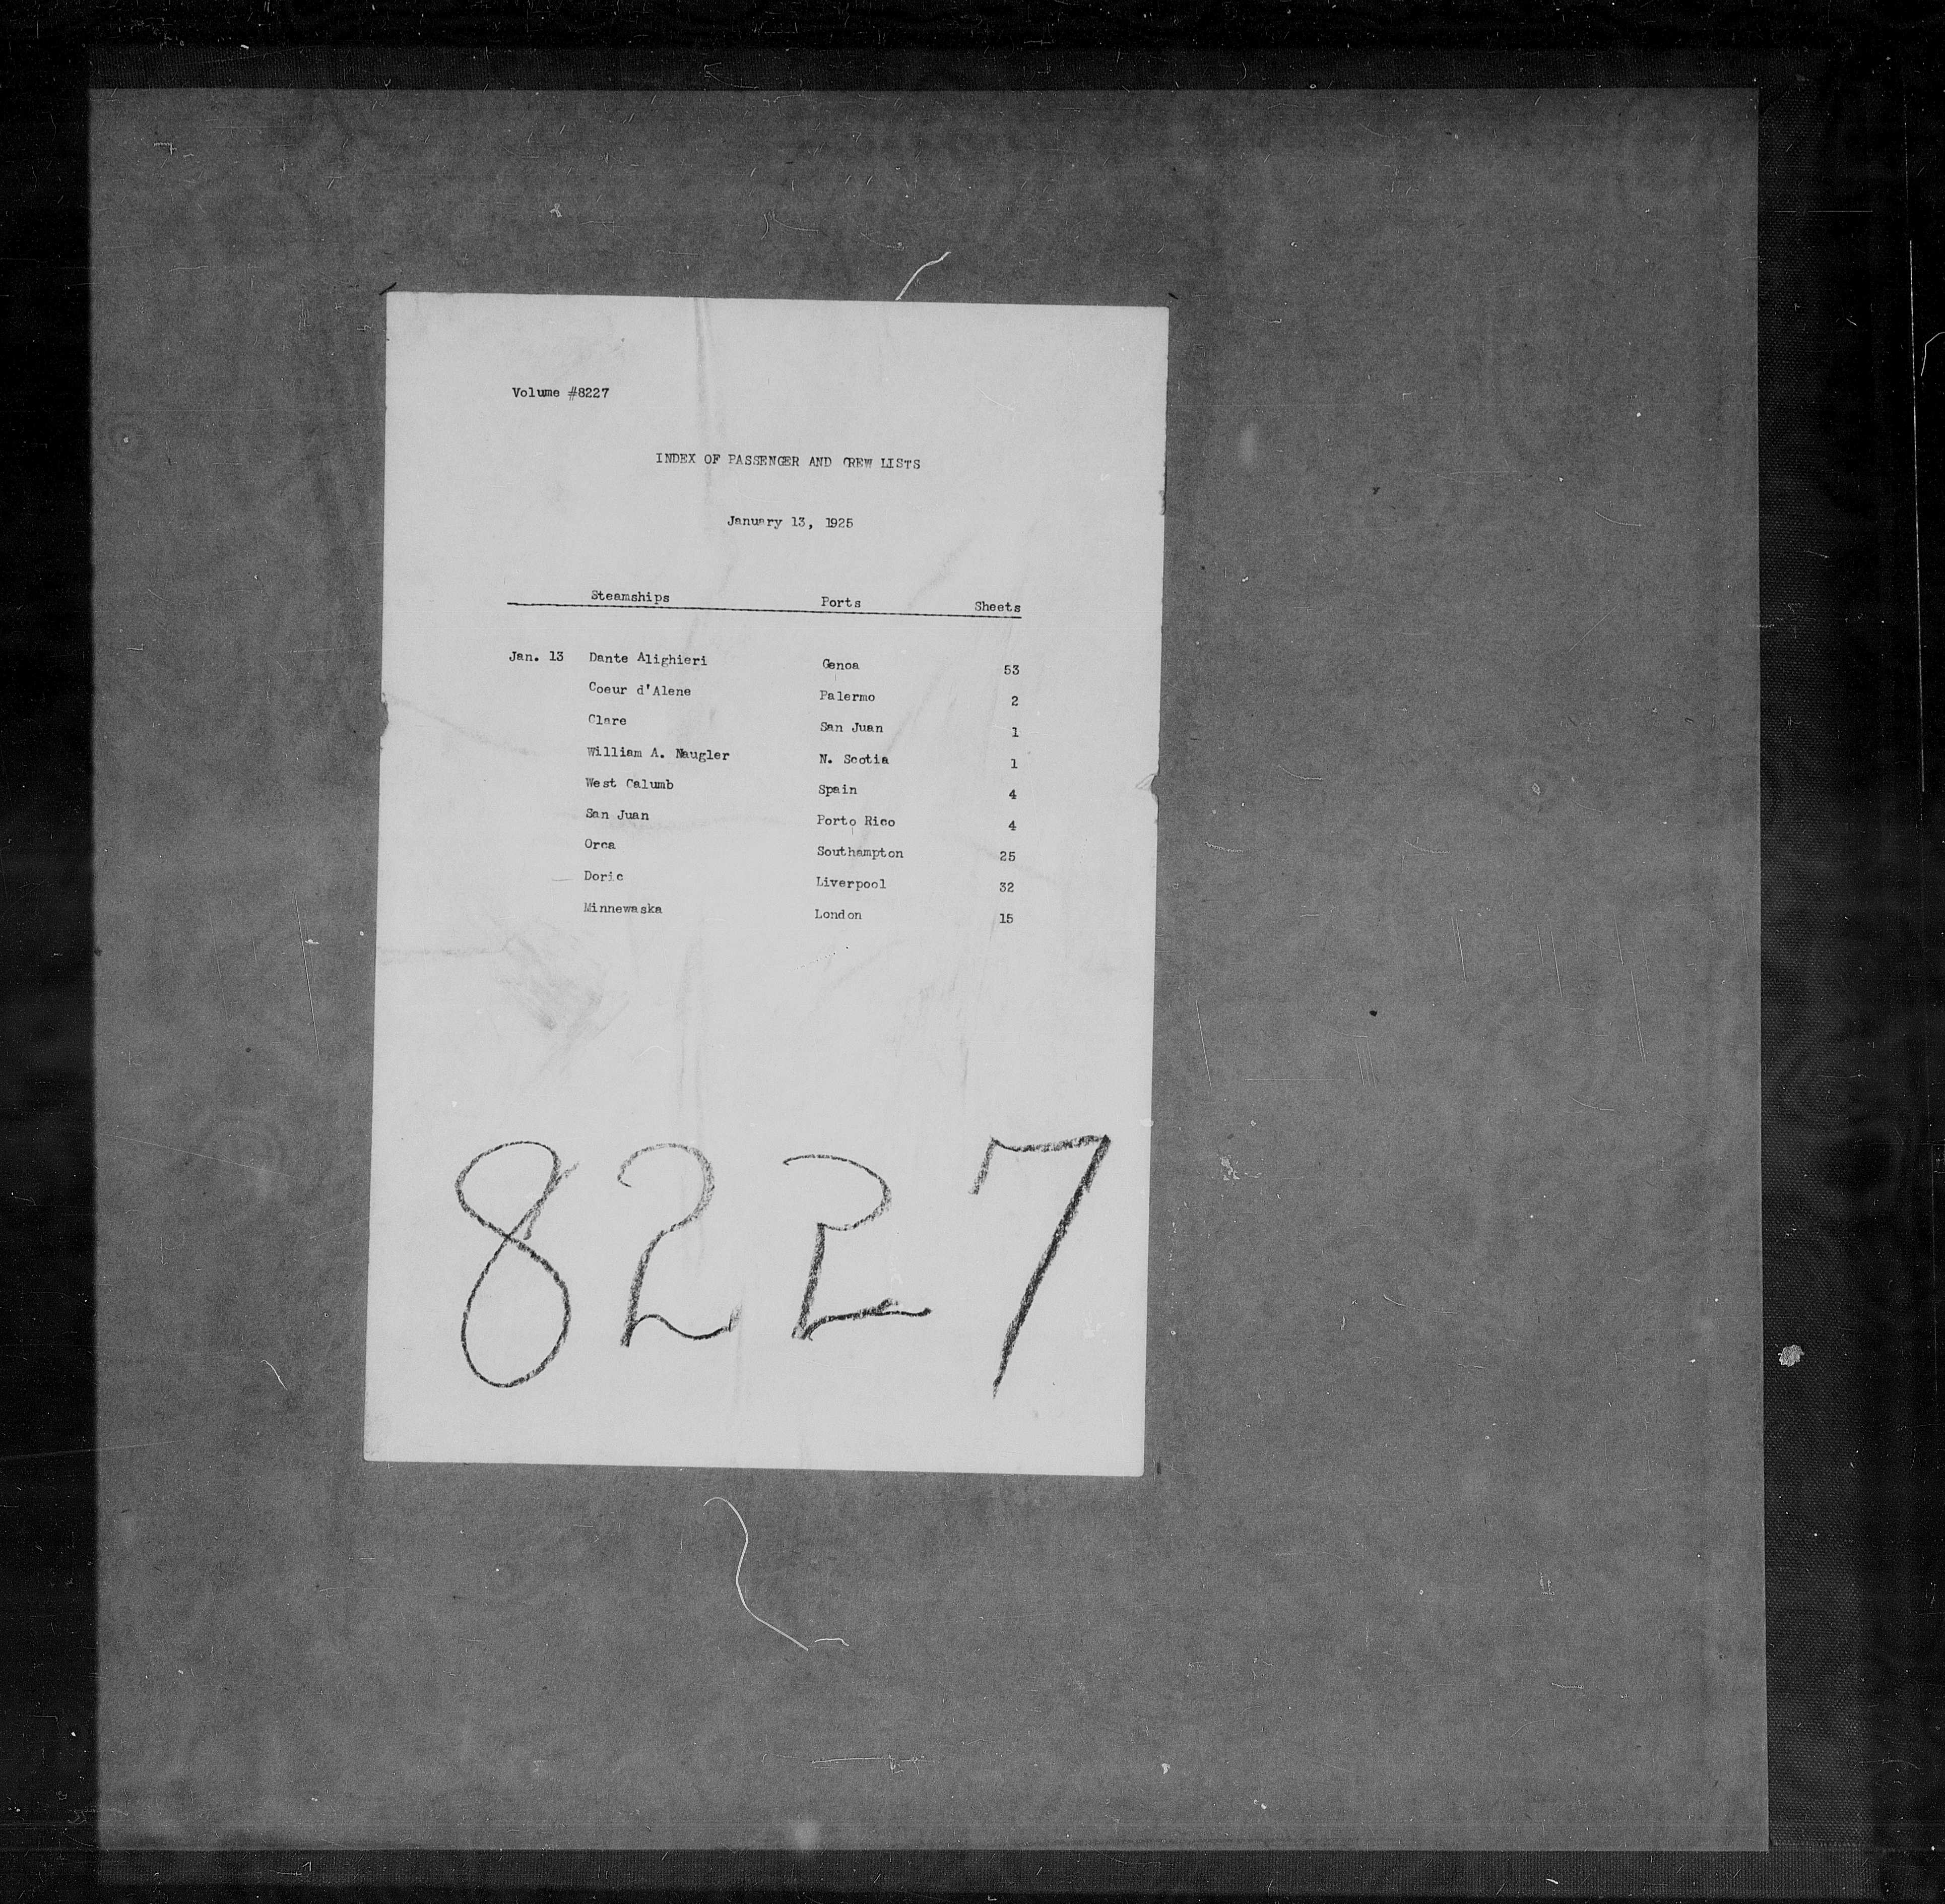 Volume #8227
INDEX OF PASSENGER AND CREW LISTS
January 13, 1925
Steamships Ports Sheets
Jan. 13 Dante Alighieri Genoa 53
Coeur d'Alene Palermo 2
Clare San Juan 1
William A. Naugler N. Scotia 1
West Calumb Spain 4
San Juan Porto Rico 4
Orca Southampton 25
Doric Liverpool 32
Minnewaska London 15
8227